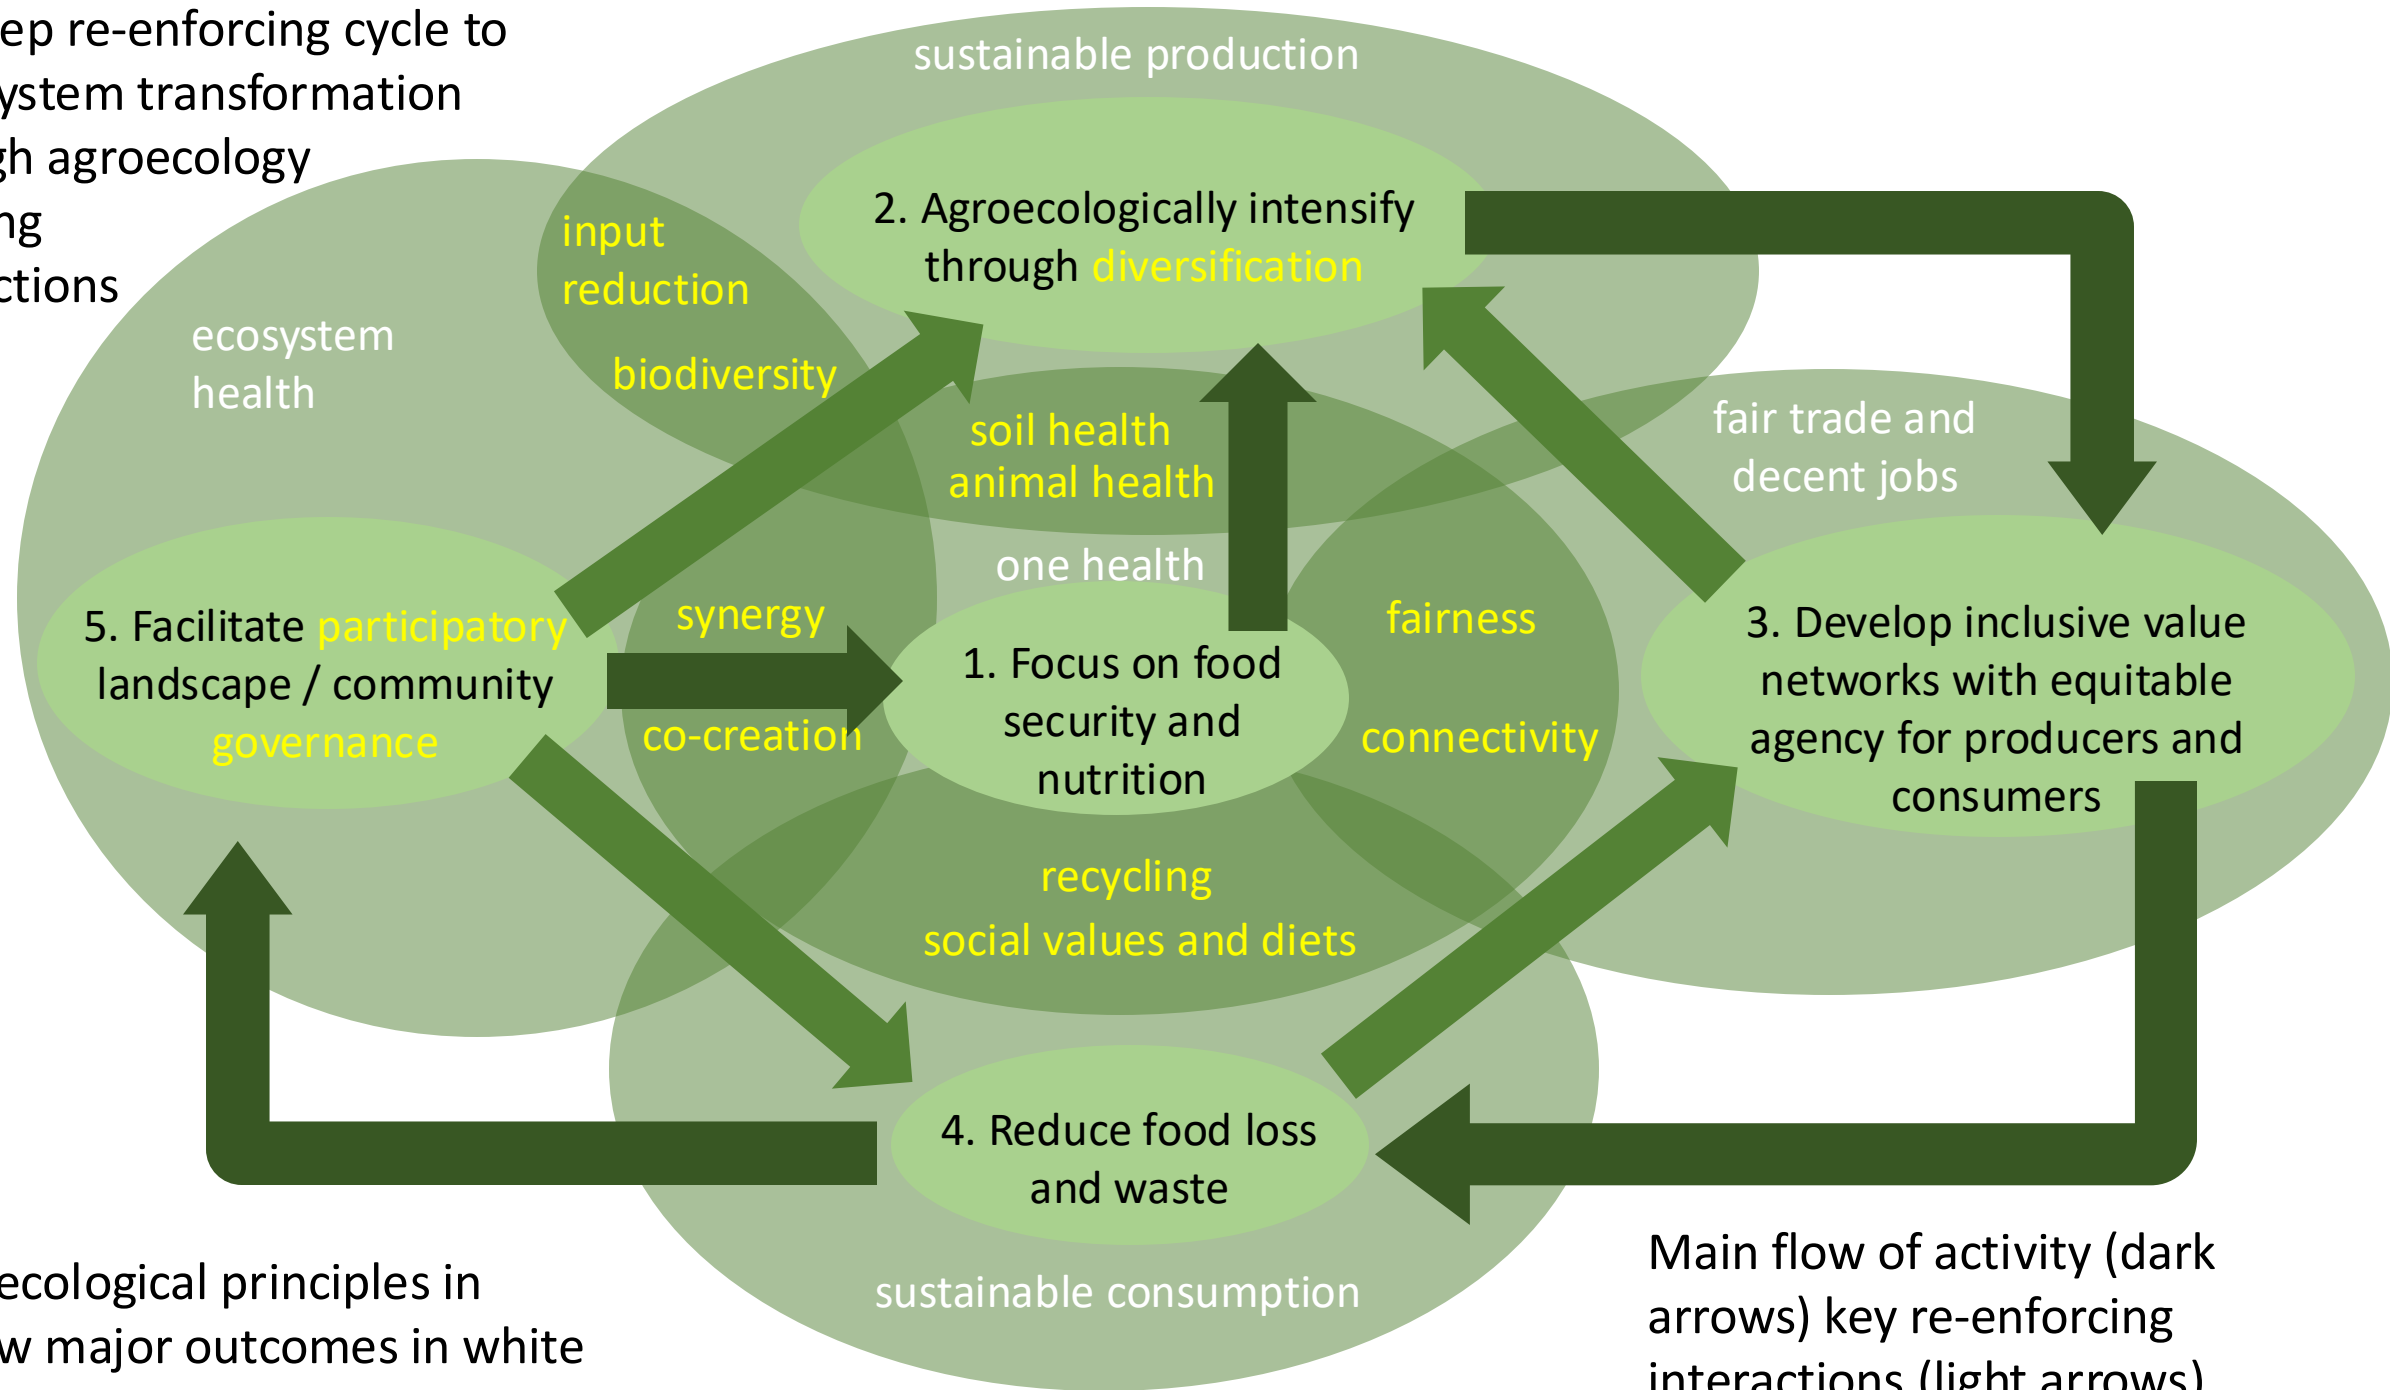 ep re-enforcing cycle to
ystem transformation
gh agroecology
ng
ctions
sustainable production
2. Agroecologically intensify
through diversification
input
reduction
biodiversity
ecosystem
health
soil health
animal health
fair trade and
decent jobs
one health
5. Facilitate participatory
landscape / community
governance
synergy
co-creation
1. Focus on food
security and
nutrition
fairness
connectivity
3. Develop inclusive value
networks with equitable
agency for producers and
consumers
recycling
social values and diets
4. Reduce food loss
and waste
sustainable consumption
ecological principles in
w major outcomes in white
Main flow of activity (dark
arrows) key re-enforcing
interactions (light arrows)